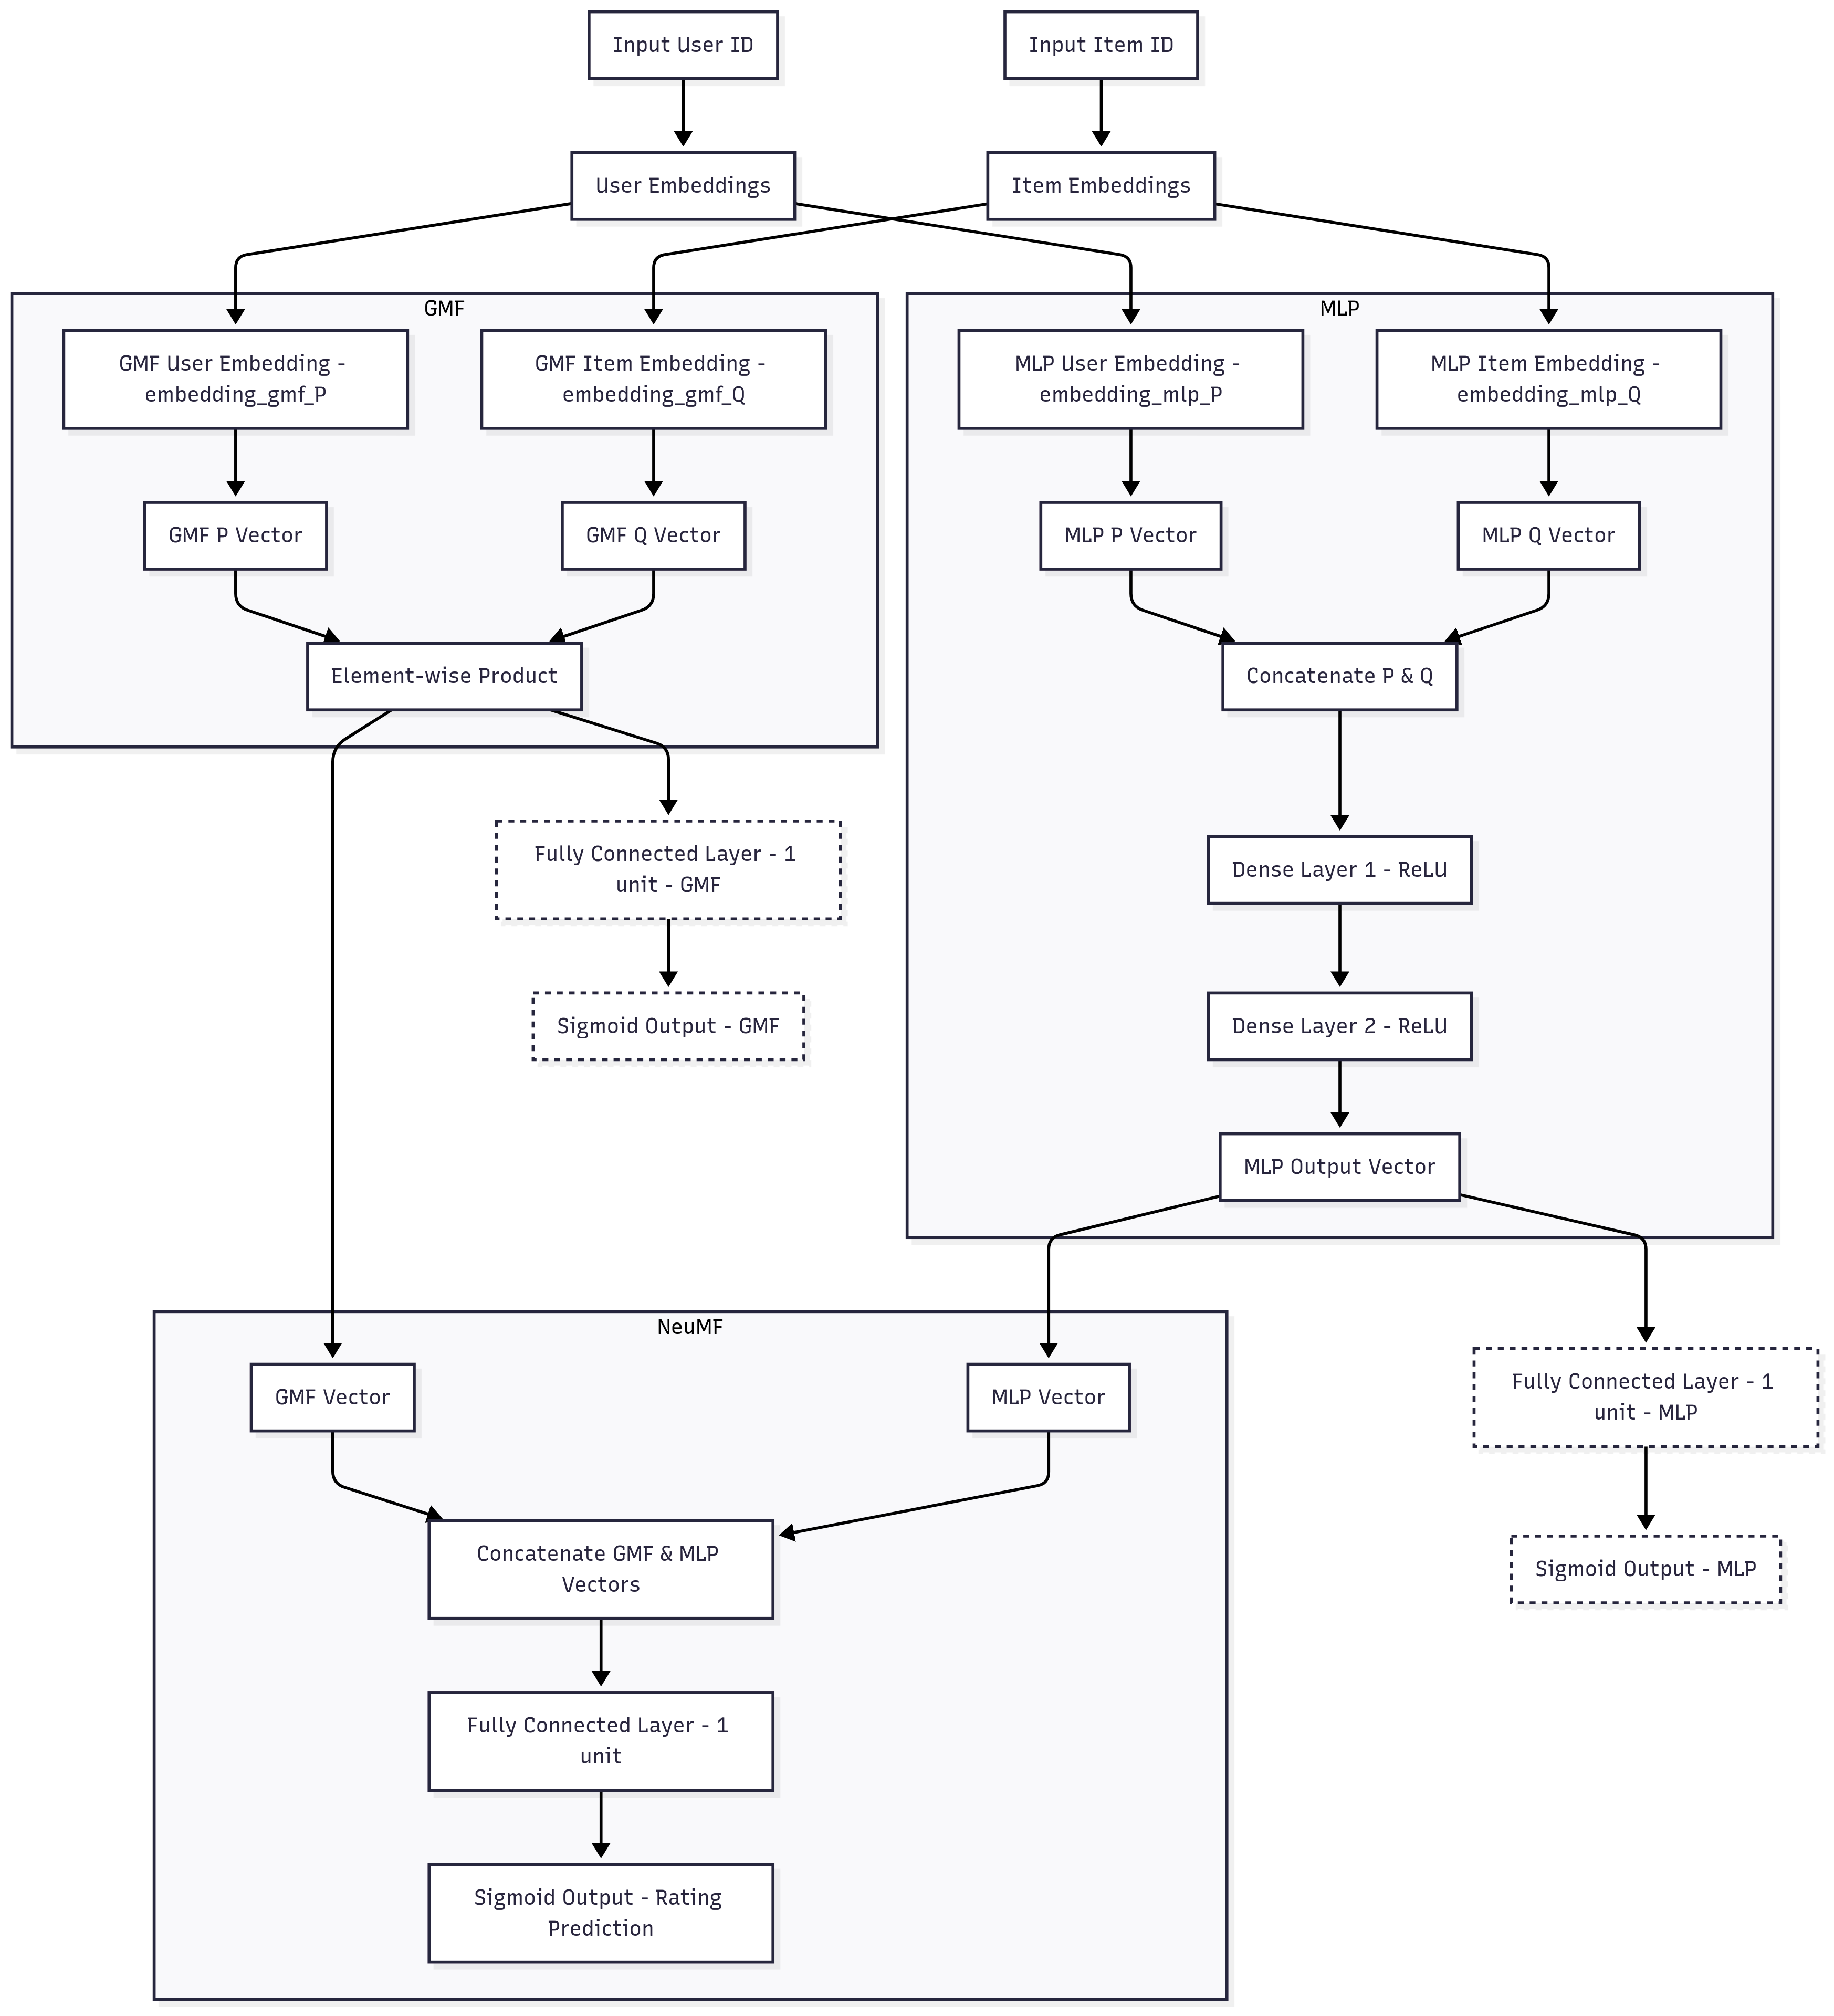 Input User ID
Input Item ID
User Embeddings
Item Embeddings
GMF
MLP
GMF User Embedding -
embedding_gmf_P
GMF Item Embedding -
embedding_gmf_Q
MLP User Embedding -
embedding_mlp_P
MLP Item Embedding -
embedding_mlp_Q
GMF P Vector
GMF Q Vector
MLP P Vector
MLP Q Vector
Element-wise Product
Concatenate P & Q
Fully Connected Layer - 1
unit - GMF
Dense Layer 1 - ReLU
Sigmoid Output - GMF
Dense Layer 2 - ReLU
MLP Output Vector
NeuMF
GMF Vector
MLP Vector
Fully Connected Layer - 1
unit - MLP
Concatenate GMF & MLP
Vectors
Sigmoid Output - MLP
Fully Connected Layer - 1
unit
Sigmoid Output - Rating
Prediction